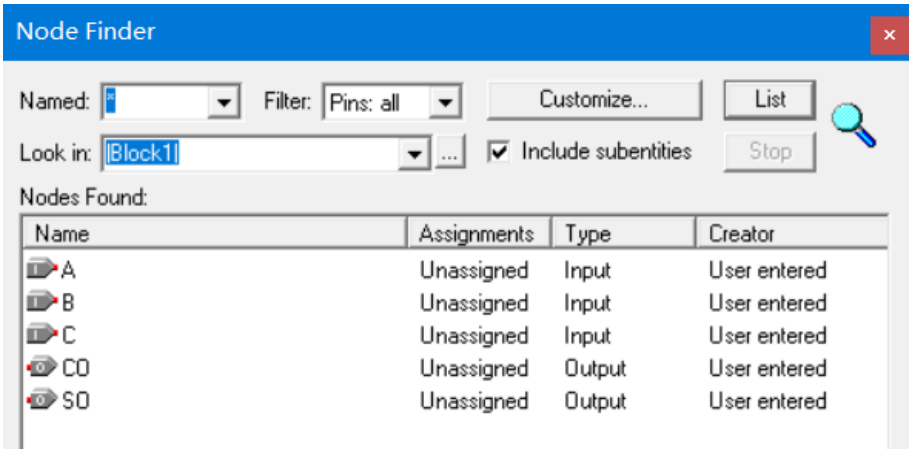 Node Finder
Named: * Filter: Pins: all Customize... List
Look in: |Block1| ... Include subentities Stop
Nodes Found:
Name Assignments Type Creator
A Unassigned Input User entered
B Unassigned Input User entered
C Unassigned Input User entered
CO Unassigned Output User entered
SO Unassigned Output User entered